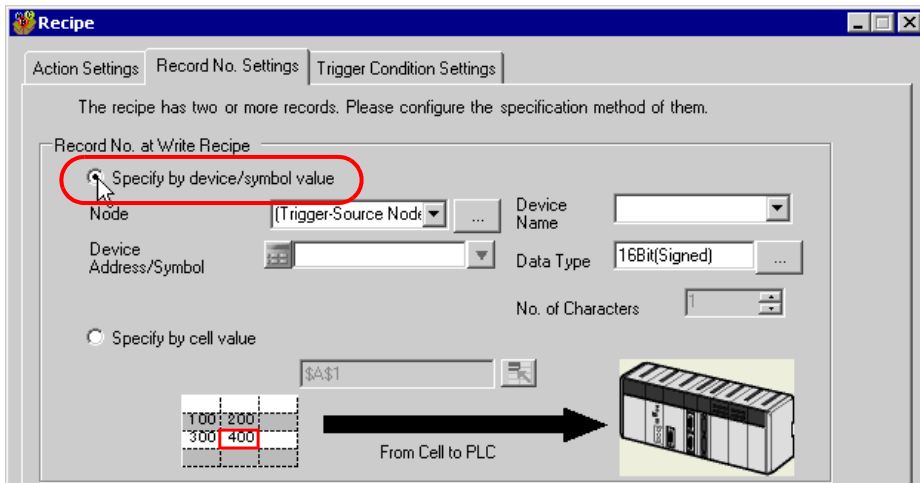 Recipe
Action Settings Record No. Settings Trigger Condition Settings
The recipe has two or more records. Please configure the specification method of them.
Record No. at Write Recipe
Specify by device/symbol value
Node (Trigger-Source Node ... Device Name
Device Address/Symbol Data Type 16Bit(Signed) ...
No. of Characters 1
Specify by cell value
$A$1
100 200
300 400
From Cell to PLC